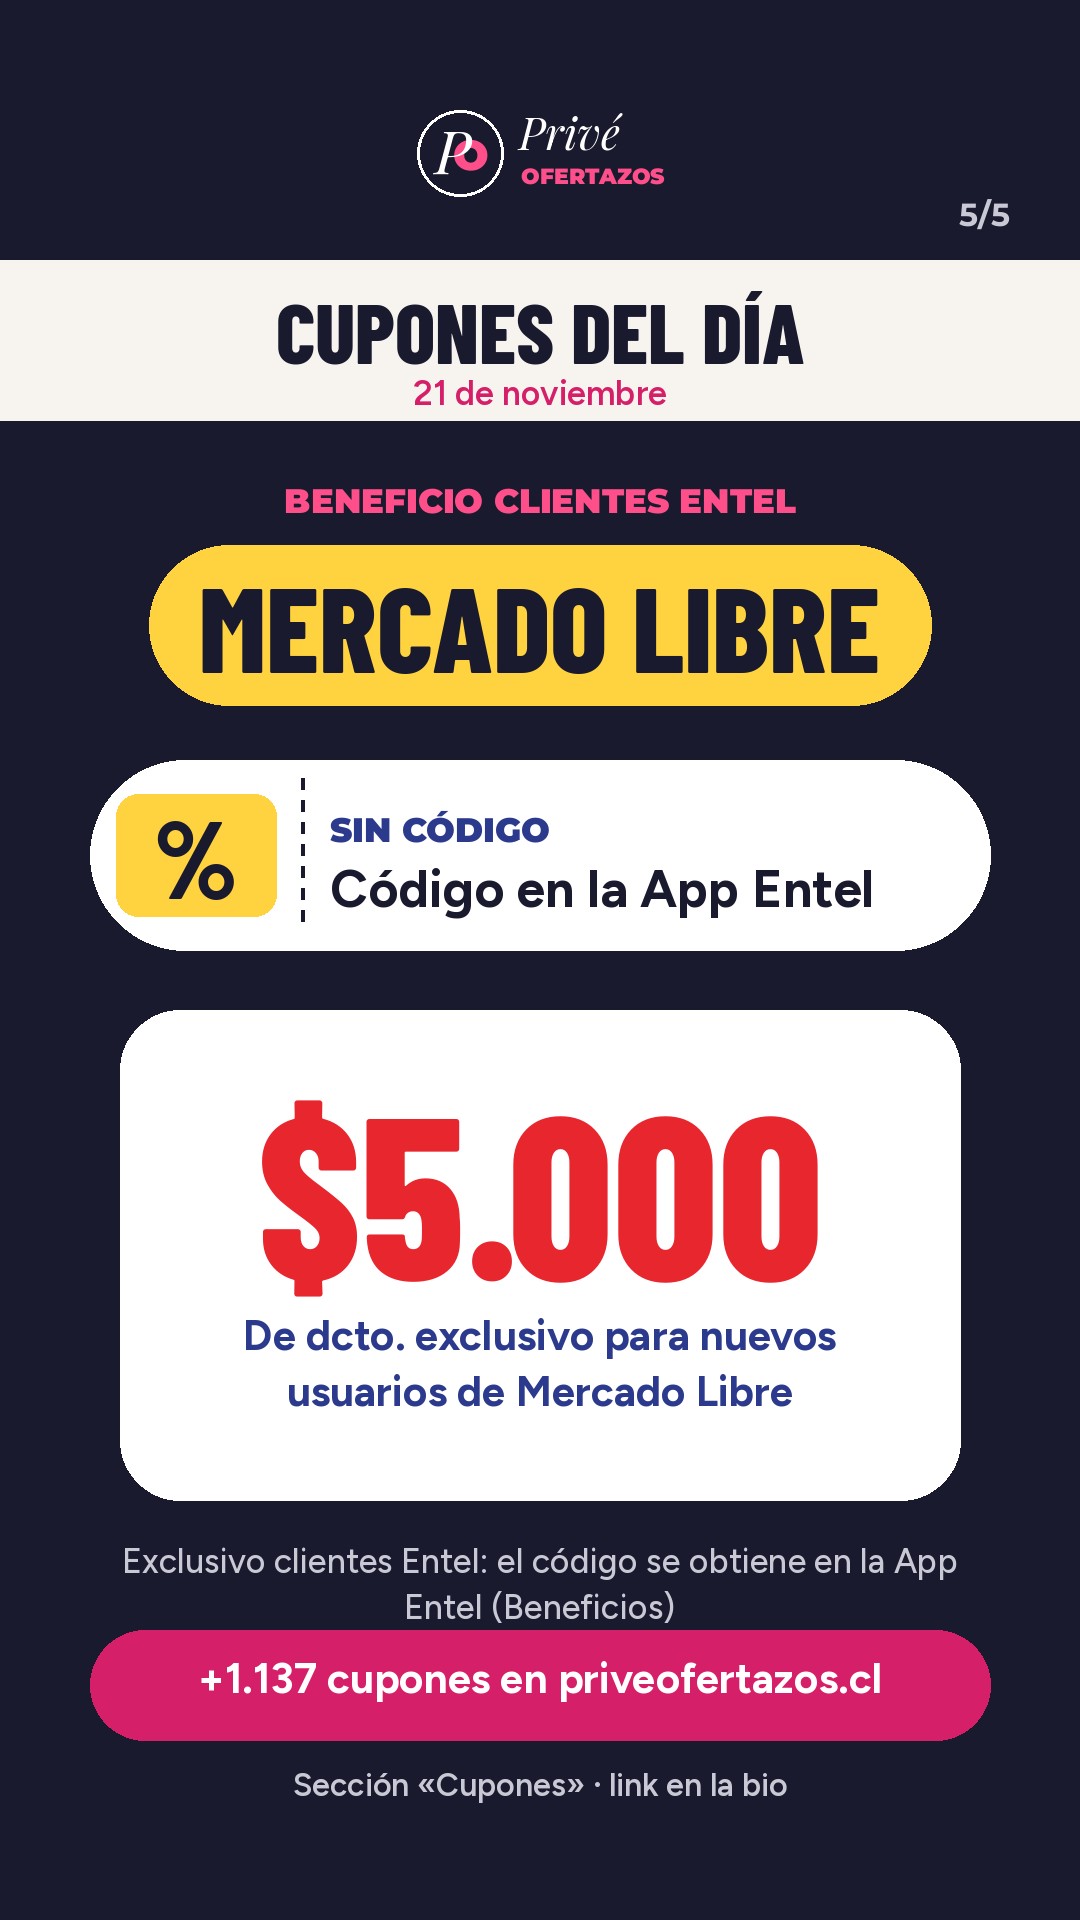 Po
Privé
OFERTAZOS
5/5
CUPONES DEL DÍA
21 de noviembre
BENEFICIO CLIENTES ENTEL
MERCADO LIBRE
%
SIN CÓDIGO
Código en la App Entel
$5.000
De dcto. exclusivo para nuevos
usuarios de Mercado Libre
Exclusivo clientes Entel: el código se obtiene en la App
Entel (Beneficios)
+1.137 cupones en priveofertazos.cl
Sección «Cupones» · link en la bio